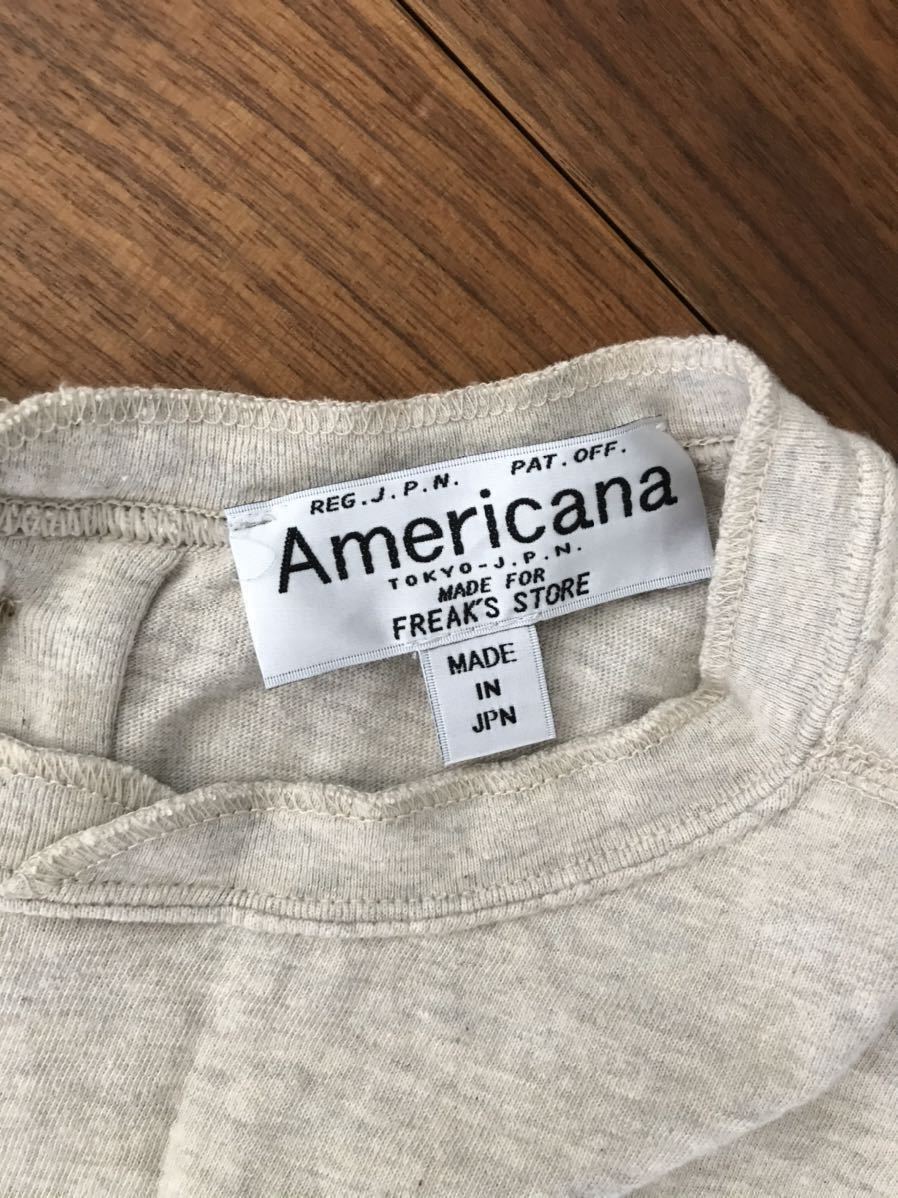 REG.J.P.N. PAT.OFF.
Americana
TOKYO-J.P.N.
MADE FOR
FREAK'S STORE
MADE
IN
JPN